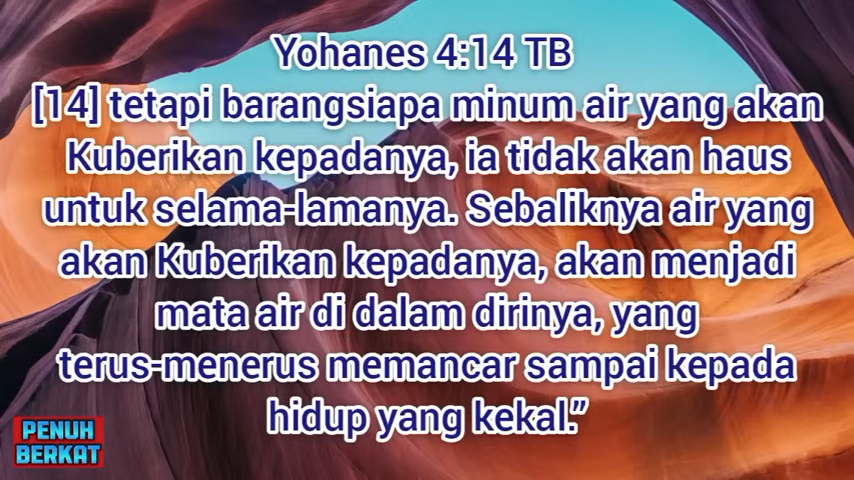 Yohanes 4:14 TB
[14] tetapi barangsiapa minum air yang akan
Kuberikan kepadanya, ia tidak akan haus
untuk selama-lamanya. Sebaliknya air yang
akan Kuberikan kepadanya, akan menjadi
mata air di dalam dirinya, yang
terus-menerus memancar sampai kepada
hidup yang kekal.”
PENUH
BERKAT